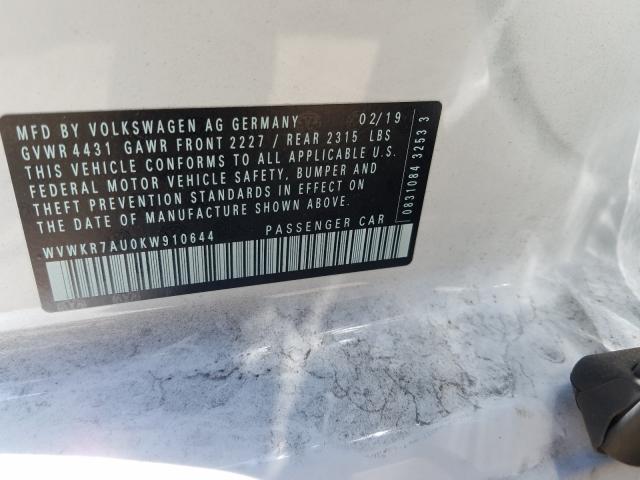 MFD BY VOLKSWAGEN AG GERMANY 02/19
GVWR 4431 GAWR FRONT 2227 / REAR 2315 LBS
THIS VEHICLE CONFORMS TO ALL APPLICABLE U.S.
FEDERAL MOTOR VEHICLE SAFETY, BUMPER AND
THEFT PREVENTION STANDARDS IN EFFECT ON
THE DATE OF MANUFACTURE SHOWN ABOVE.
WVWKR7AU0KW910644 PASSENGER CAR
0831084 3253 3